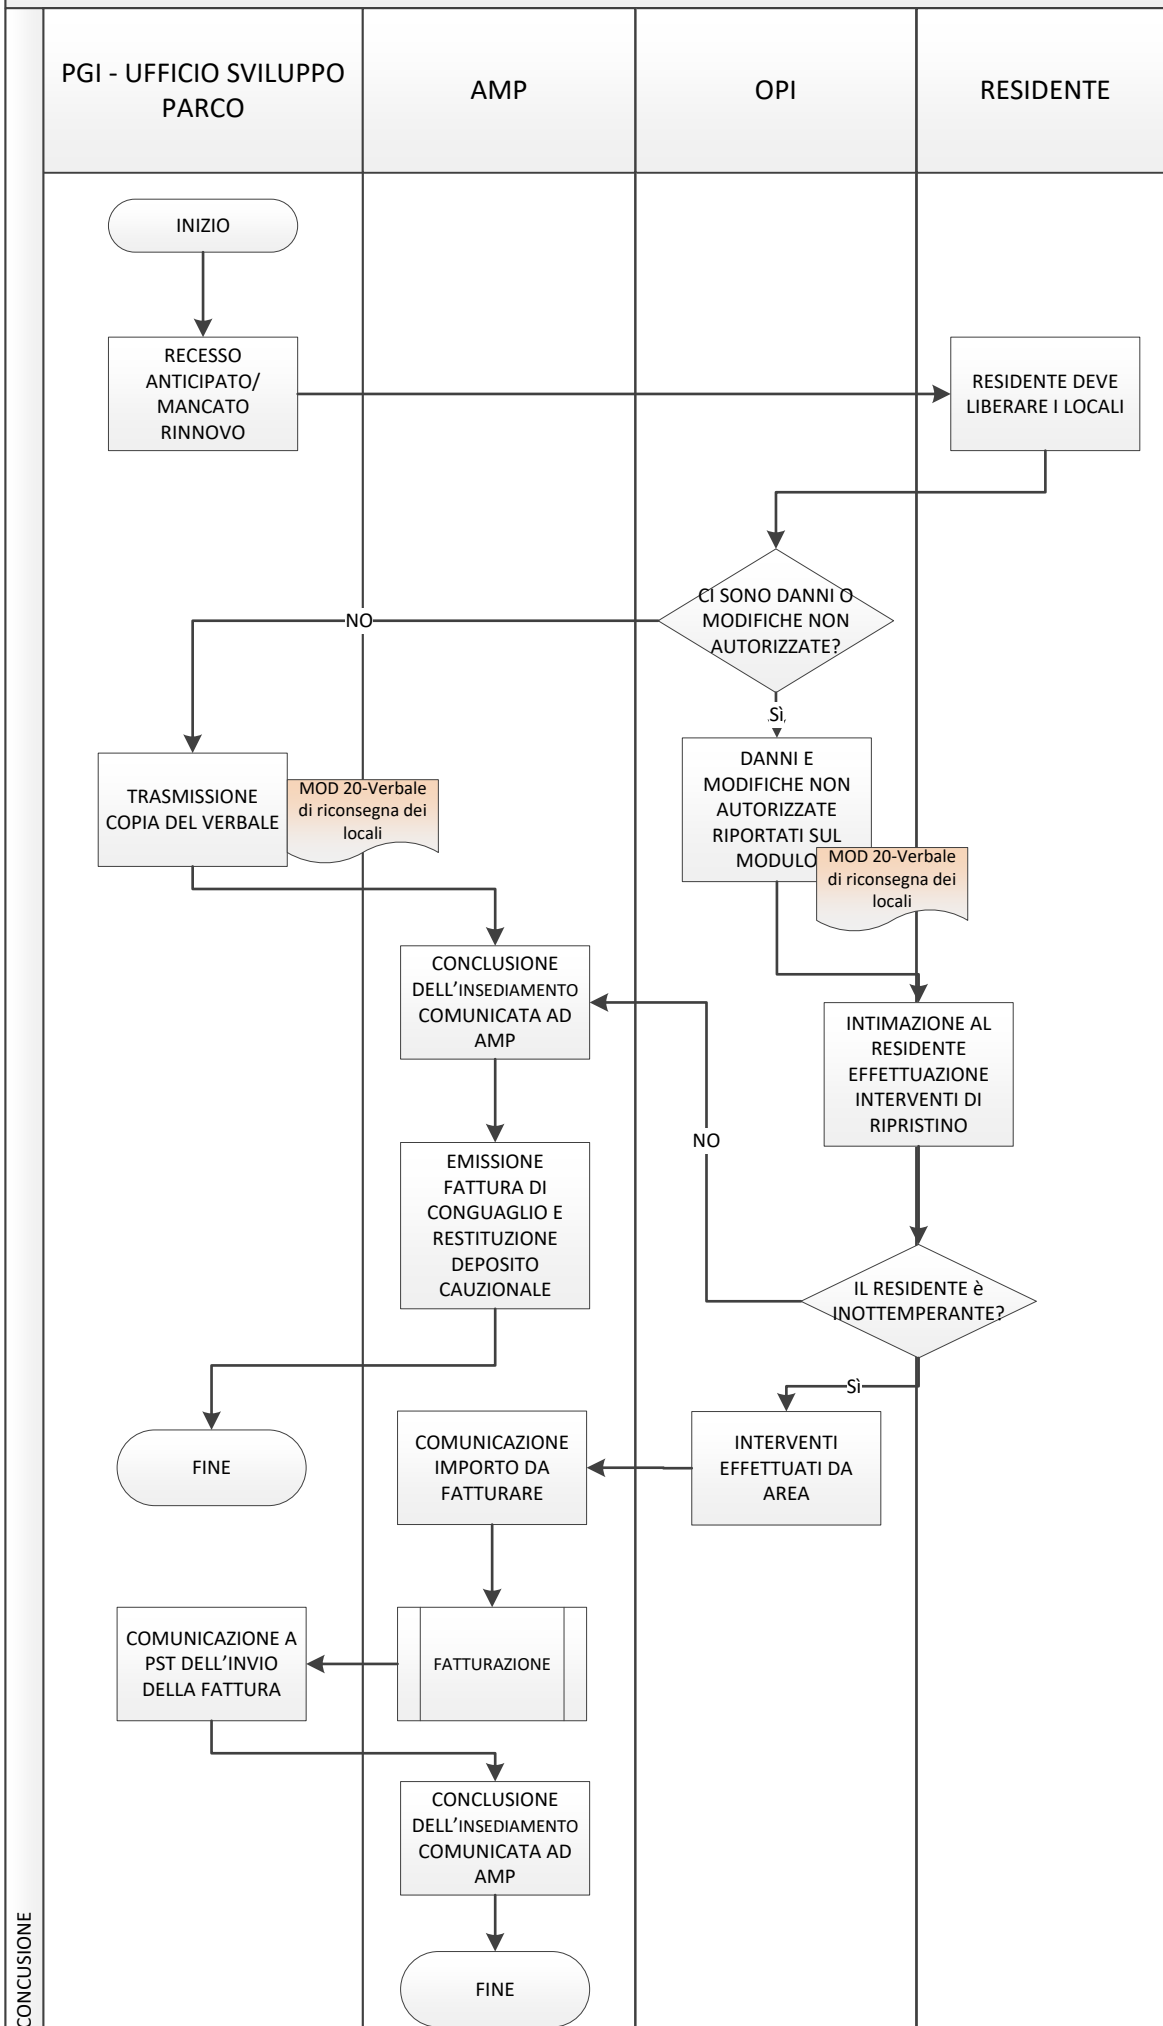 PGI - UFFICIO SVILUPPO
PARCO
AMP
OPI
RESIDENTE
INIZIO
RECESSO
ANTICIPATO/
MANCATO
RINNOVO
RESIDENTE DEVE
LIBERARE I LOCALI
CI SONO DANNI O
MODIFICHE NON
AUTORIZZATE?
NO
Sì
TRASMISSIONE
COPIA DEL VERBALE
MOD 20-Verbale
di riconsegna dei
locali
DANNI E
MODIFICHE NON
AUTORIZZATE
RIPORTATI SUL
MODULO
MOD 20-Verbale
di riconsegna dei
locali
CONCLUSIONE
DELL'INSEDIAMENTO
COMUNICATA AD
AMP
INTIMAZIONE AL
RESIDENTE
EFFETTUAZIONE
INTERVENTI DI
RIPRISTINO
NO
EMISSIONE
FATTURA DI
CONGUAGLIO E
RESTITUZIONE
DEPOSITO
CAUZIONALE
IL RESIDENTE è
INOTTEMPERANTE?
Sì
FINE
COMUNICAZIONE
IMPORTO DA
FATTURARE
INTERVENTI
EFFETTUATI DA
AREA
COMUNICAZIONE A
PST DELL'INVIO
DELLA FATTURA
FATTURAZIONE
CONCLUSIONE
DELL'INSEDIAMENTO
COMUNICATA AD
AMP
FINE
CONCUSIONE